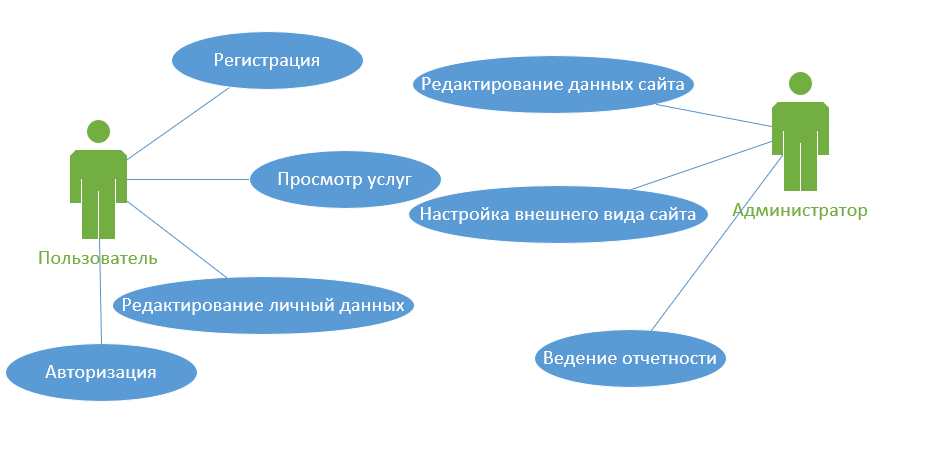 Регистрация
Редактирование данных сайта
Просмотр услуг
Настройка внешнего вида сайта
Администратор
Пользователь
Редактирование личный данных
Ведение отчетности
Авторизация